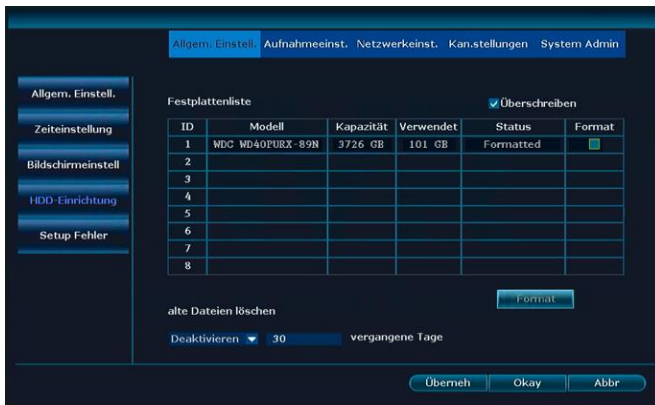 Allgem. Einstell. Aufnahmeeinst. Netzwerkeinst. Kan.stellungen System Admin
Allgem. Einstell.
Zeiteinstellung
Bildschirmeinstell
HDD-Einrichtung
Setup Fehler
Festplattenliste Überschreiben
ID Modell Kapazität Verwendet Status Format
1 WDC WD40PURX-89N 3726 GB 101 GB Formatted
2
3
4
5
6
7
8
Format
alte Dateien löschen
Deaktivieren 30 vergangene Tage
Überneh Okay Abbr